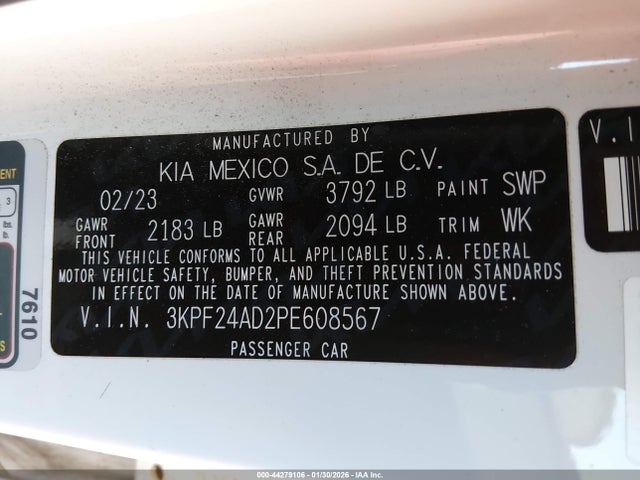 MANUFACTURED BY
KIA MEXICO S.A. DE C.V.
02/23 GVWR 3792 LB PAINT SWP
GAWR FRONT 2183 LB GAWR REAR 2094 LB TRIM WK
THIS VEHICLE CONFORMS TO ALL APPLICABLE U.S.A. FEDERAL
MOTOR VEHICLE SAFETY, BUMPER, AND THEFT PREVENTION STANDARDS
IN EFFECT ON THE DATE OF MANUFACTURE SHOWN ABOVE.
V.I.N. 3KPF24AD2PE608567
PASSENGER CAR
V.I
3
lbs.
lb.
7610
000-44279106 - 01/30/2026 - IAA Inc.